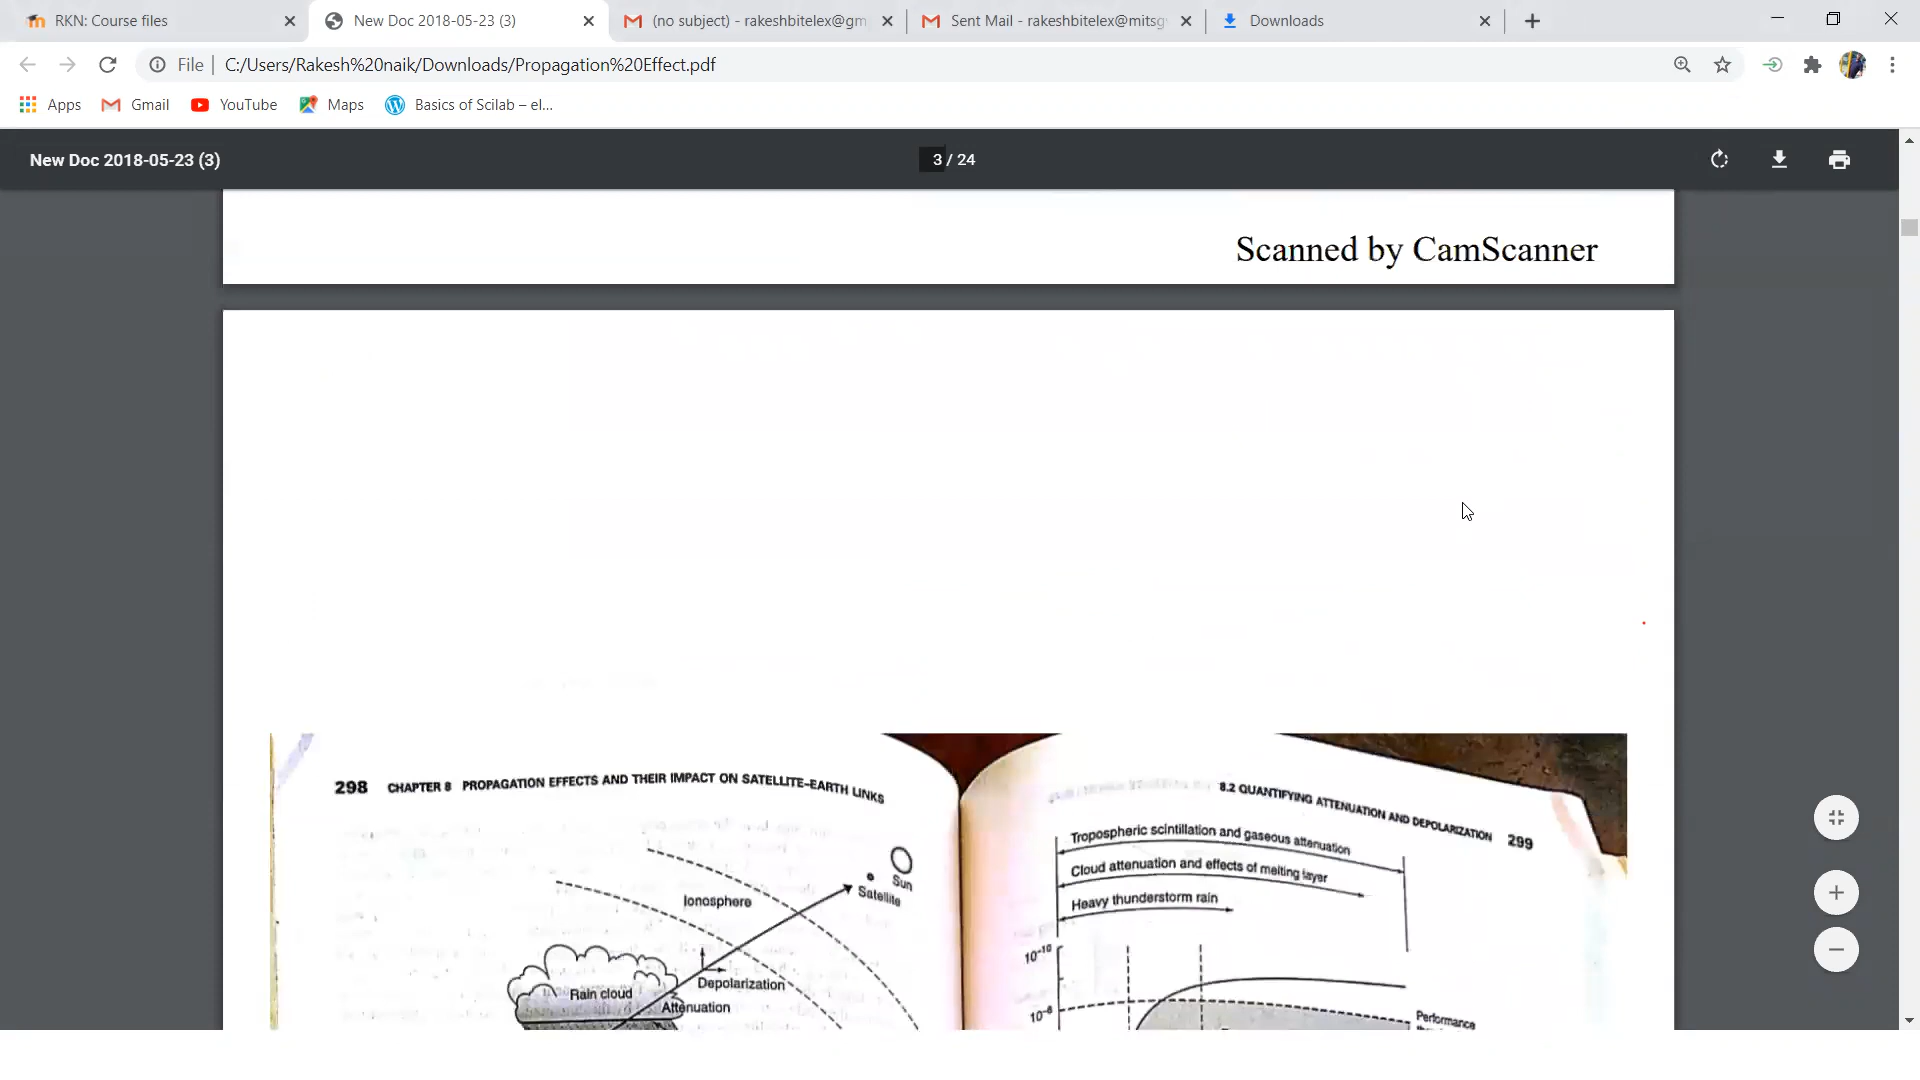 RKN: Course files
New Doc 2018-05-23 (3)
(no subject) - rakeshbitelex@gm
Sent Mail - rakeshbitelex@mitsg
Downloads
File
C:/Users/Rakesh%20naik/Downloads/Propagation%20Effect.pdf
Apps
Gmail
YouTube
Maps
Basics of Scilab – el...
New Doc 2018-05-23 (3)
3 / 24
Scanned by CamScanner
298 CHAPTER 8 PROPAGATION EFFECTS AND THEIR IMPACT ON SATELLITE–EARTH LINKS
Sun
Satellite
Ionosphere
Depolarization
Rain cloud
Attenuation
8.2 QUANTIFYING ATTENUATION AND DEPOLARIZATION 299
Tropospheric scintillation and gaseous attenuation
Cloud attenuation and effects of melting layer
Heavy thunderstorm rain
10⁻¹⁰
10⁻⁸
Performance